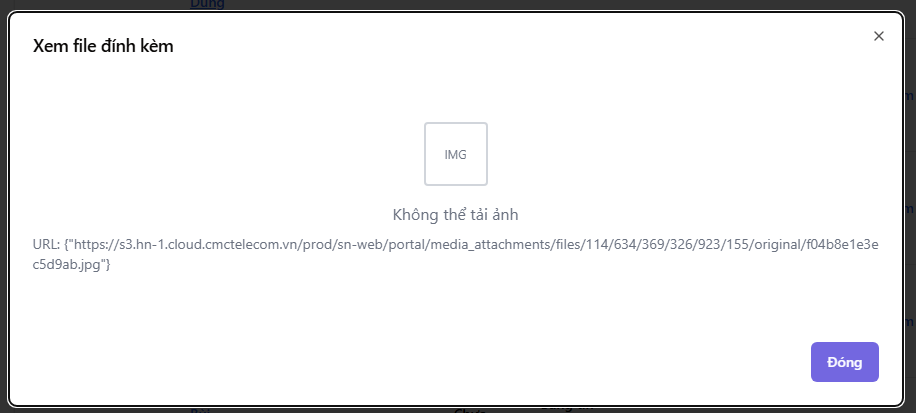 Dung
Xem file đính kèm
IMG
Không thể tải ảnh
URL: {"https://s3.hn-1.cloud.cmctelecom.vn/prod/sn-web/portal/media_attachments/files/114/634/369/326/923/155/original/f04b8e1e3e
c5d9ab.jpg"}
Đóng